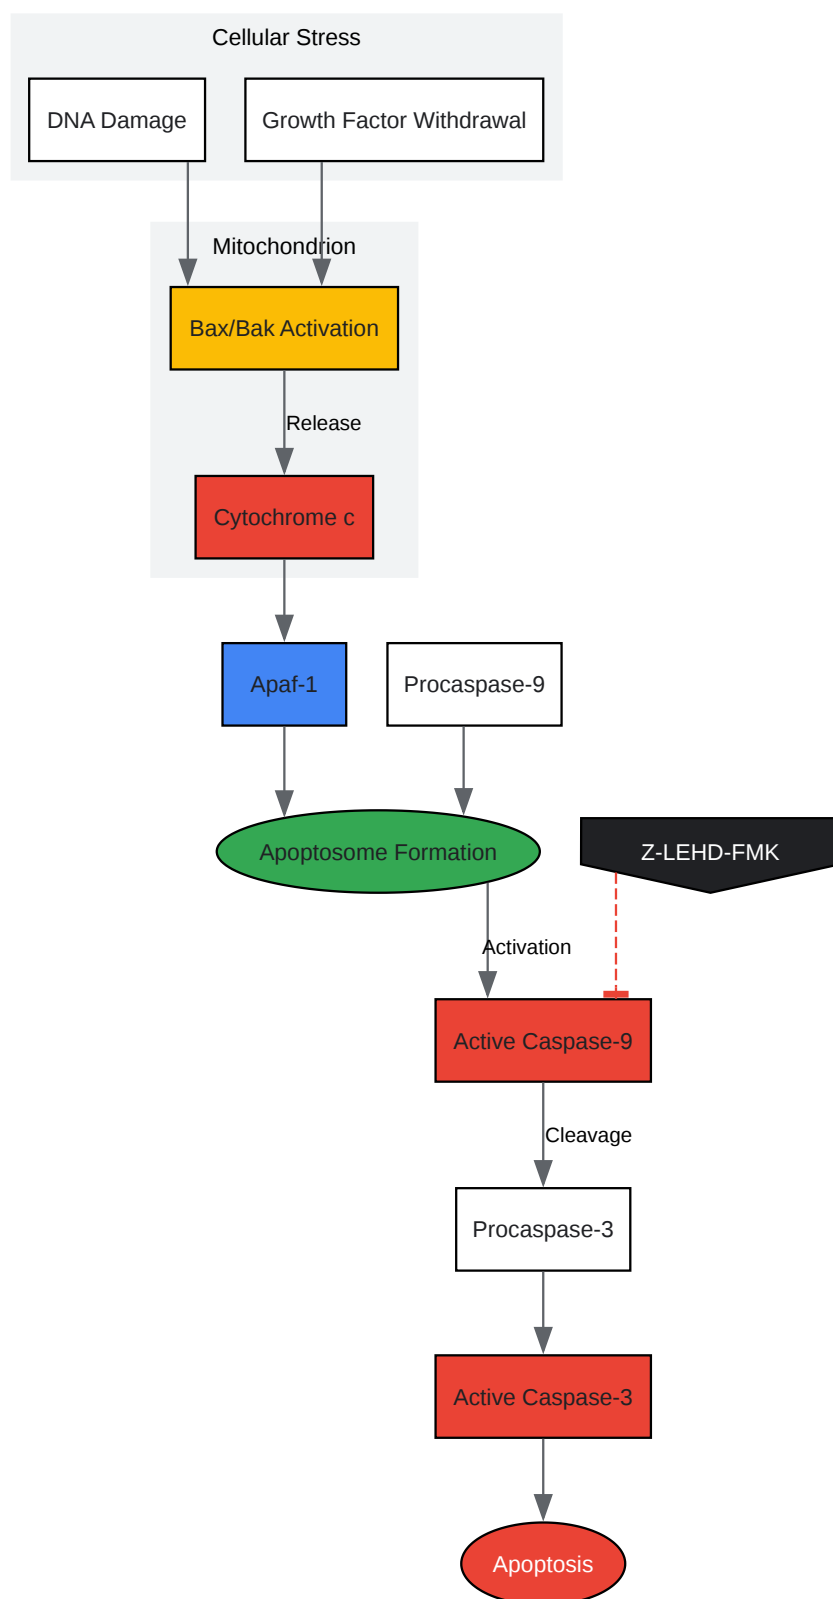 Cellular Stress
DNA Damage
Growth Factor Withdrawal
Mitochondrion
Bax/Bak Activation
Release
Cytochrome c
Apaf-1
Procaspase-9
Apoptosome Formation
Z-LEHD-FMK
Activation
Active Caspase-9
Cleavage
Procaspase-3
Active Caspase-3
Apoptosis